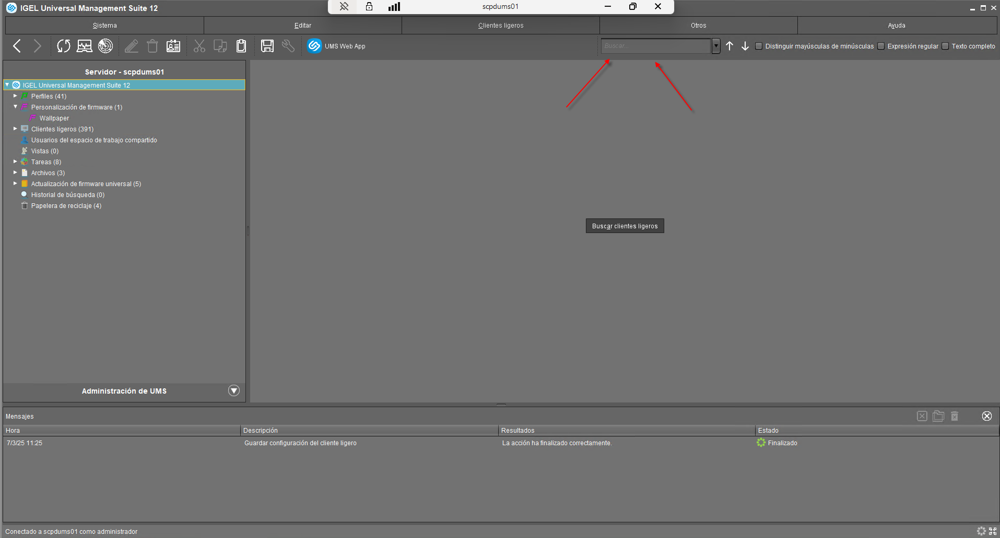 IGEL Universal Management Suite 12
scpdums01
Sistema
Editar
Clientes ligeros
Otros
Ayuda
UMS Web App
Buscar...
Distinguir mayúsculas de minúsculas
Expresión regular
Texto completo
Servidor - scpdums01
IGEL Universal Management Suite 12
Perfiles (41)
Personalización de firmware (1)
Wallpaper
Clientes ligeros (391)
Usuarios del espacio de trabajo compartido
Vistas (0)
Tareas (8)
Archivos (3)
Actualización de firmware universal (5)
Historial de búsqueda (0)
Papelera de reciclaje (4)
Buscar clientes ligeros
Administración de UMS
Mensajes
Hora Descripción Resultados Estado
7/3/25 11:25 Guardar configuración del cliente ligero La acción ha finalizado correctamente. Finalizado
Conectado a scpdums01 como administrador